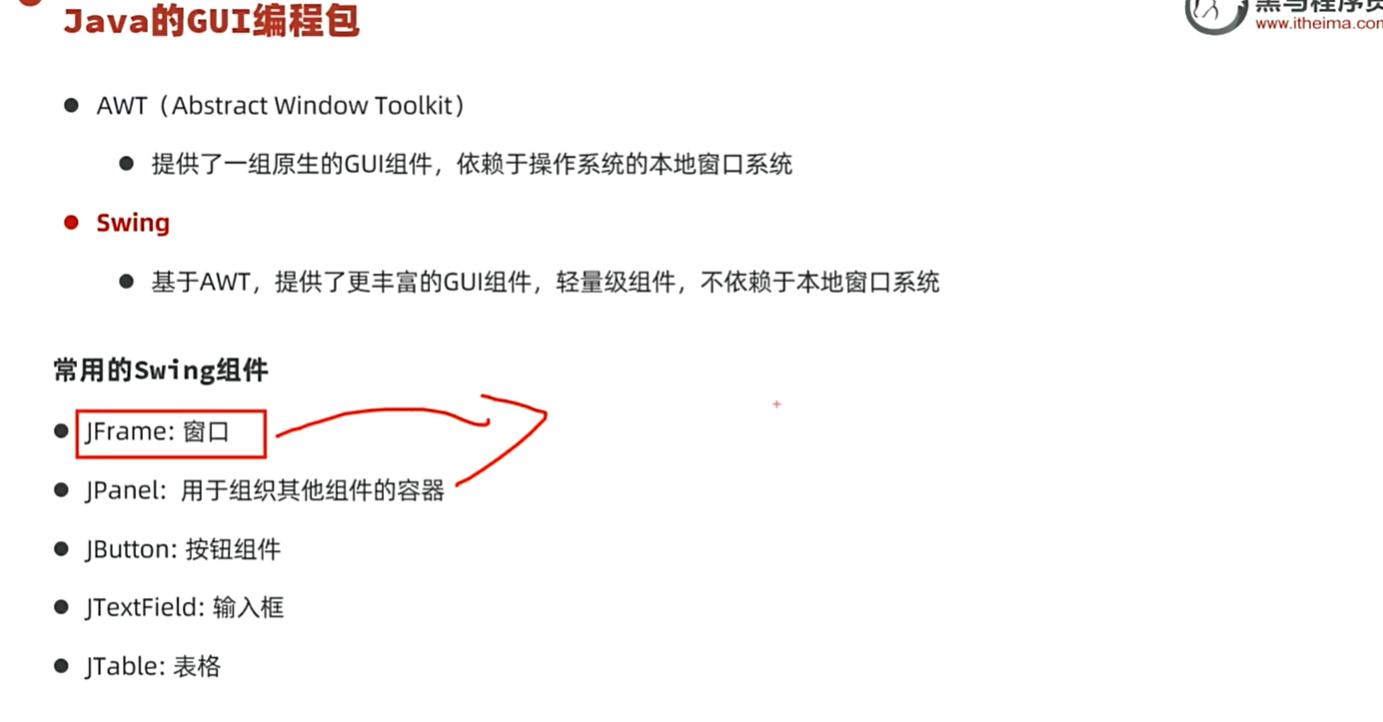 Java的GUI编程包
黑马程序员
www.itheima.com
AWT（Abstract Window Toolkit）
提供了一组原生的GUI组件，依赖于操作系统的本地窗口系统
Swing
基于AWT，提供了更丰富的GUI组件，轻量级组件，不依赖于本地窗口系统
常用的Swing组件
JFrame: 窗口
JPanel: 用于组织其他组件的容器
JButton: 按钮组件
JTextField: 输入框
JTable: 表格